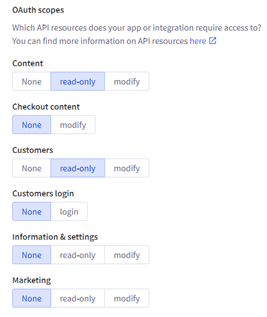 OAuth scopes
Which API resources does your app or integration require access to?
You can find more information on API resources here
Content
None read-only modify
Checkout content
None modify
Customers
None read-only modify
Customers login
None login
Information & settings
None read-only modify
Marketing
None read-only modify